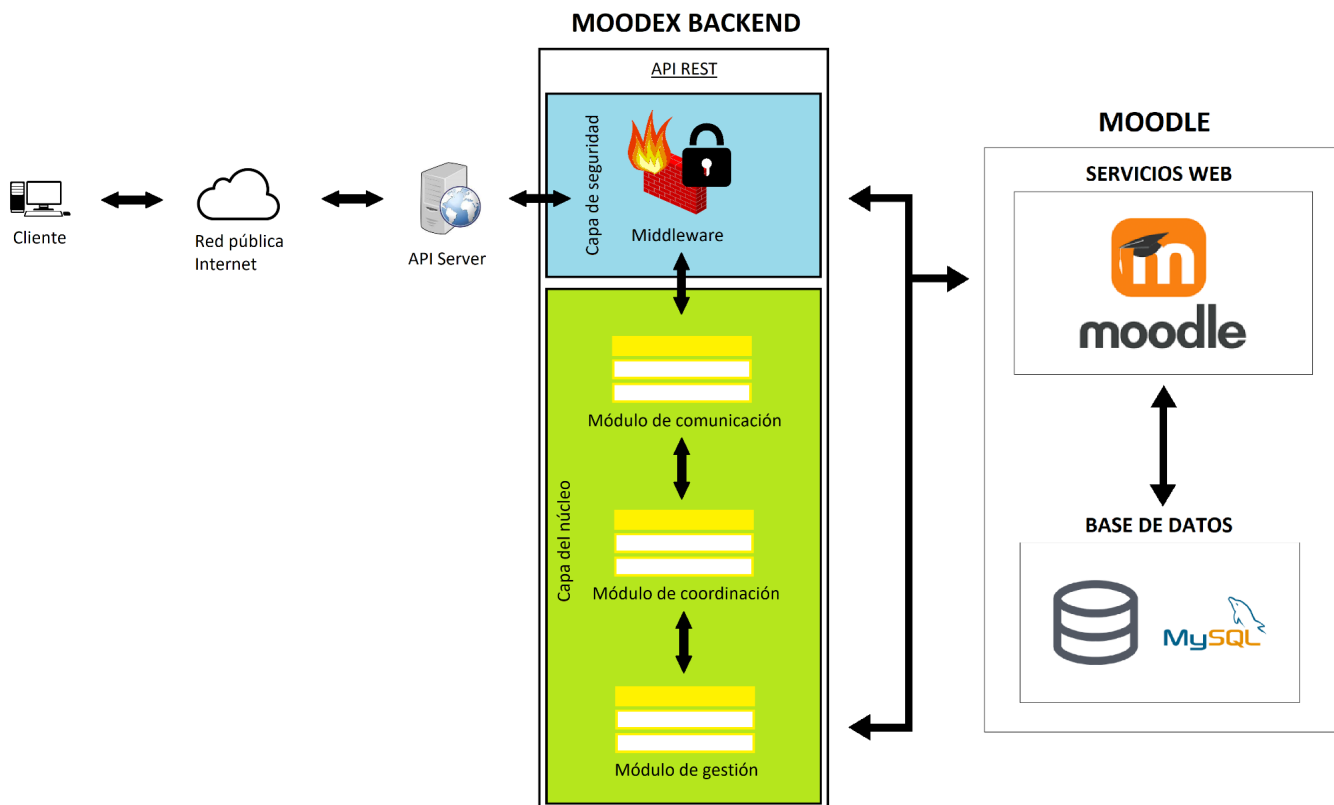 MOODEX BACKEND
API REST
Capa de seguridad
Middleware
Cliente
Red pública
Internet
API Server
Capa del núcleo
Módulo de comunicación
Módulo de coordinación
Módulo de gestión
MOODLE
SERVICIOS WEB
m
moodle
BASE DE DATOS
MySQL